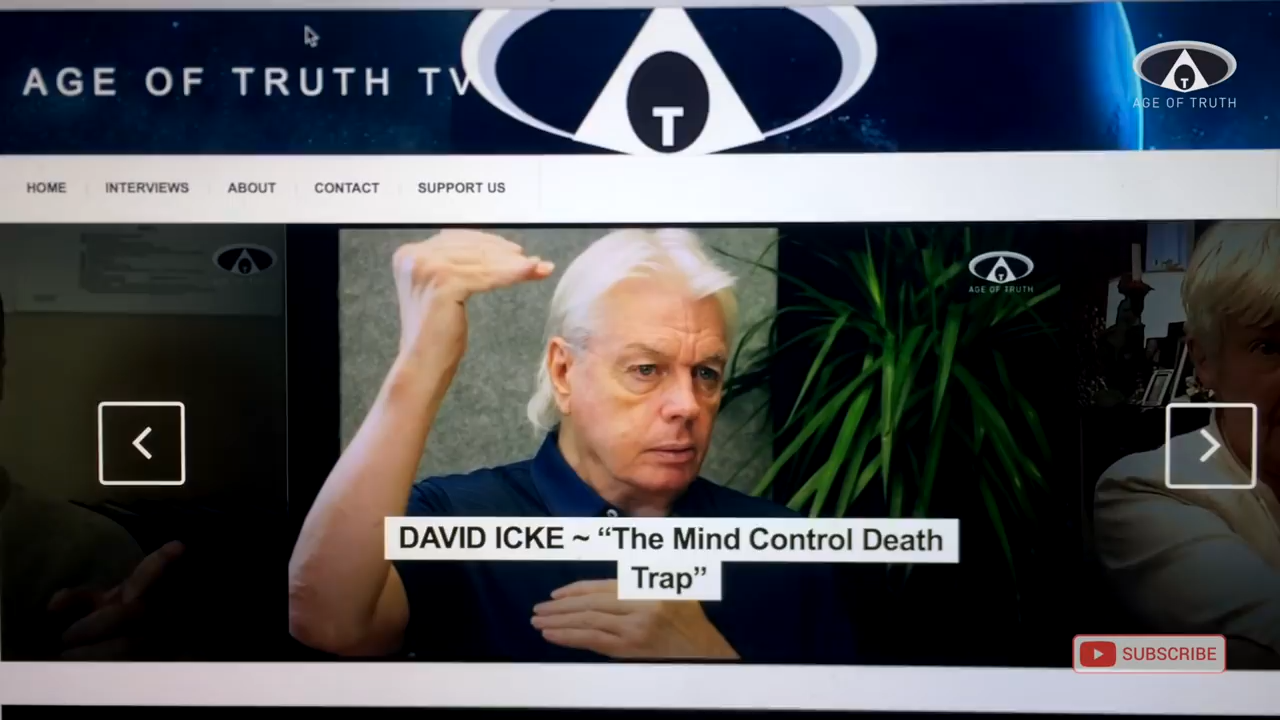 AGE OF TRUTH TV
T
T
AGE OF TRUTH
HOME
INTERVIEWS
ABOUT
CONTACT
SUPPORT US
AGE OF TRUTH
DAVID ICKE ~ “The Mind Control Death
Trap”
SUBSCRIBE